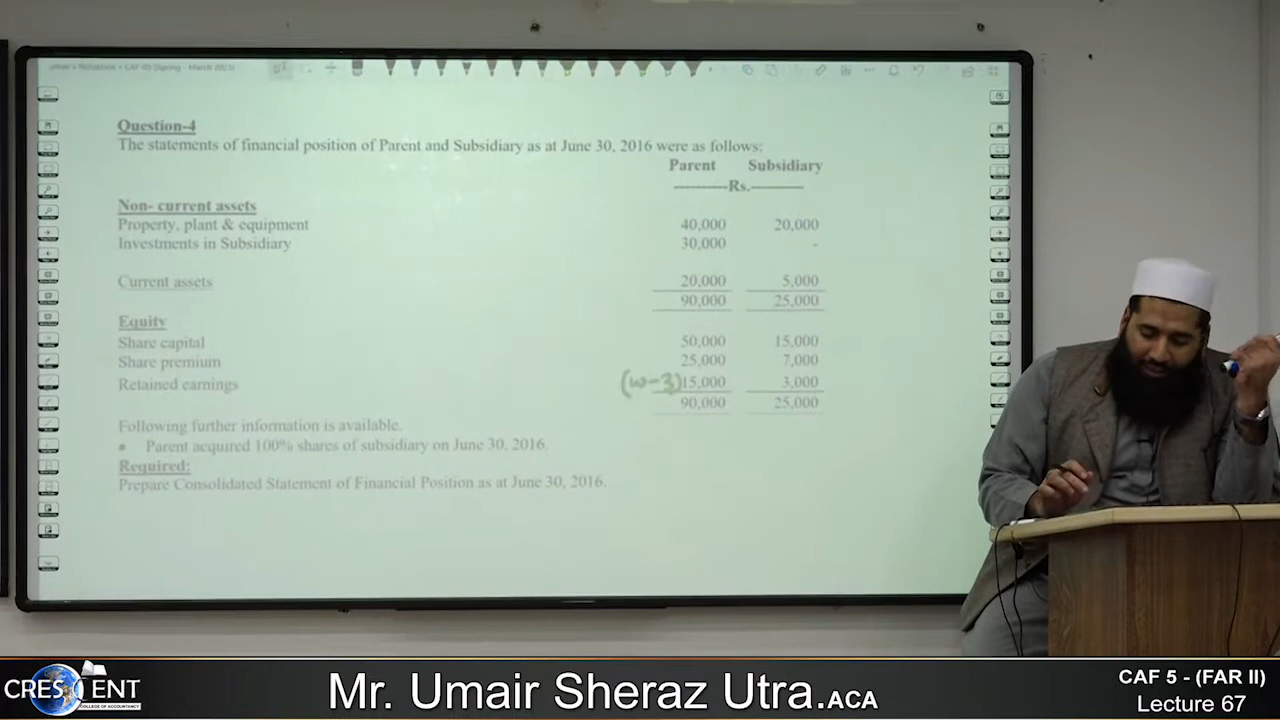 Question-4
The statements of financial position of Parent and Subsidiary as at June 30, 2016 were as follows:
Parent Subsidiary
----------Rs.----------
Non- current assets
Property, plant & equipment 40,000 20,000
Investments in Subsidiary 30,000 -
Current assets 20,000 5,000
90,000 25,000
Equity
Share capital 50,000 15,000
Share premium 25,000 7,000
Retained earnings (w-3) 15,000 3,000
90,000 25,000
Following further information is available.
• Parent acquired 100% shares of subsidiary on June 30, 2016.
Required:
Prepare Consolidated Statement of Financial Position as at June 30, 2016.
CRESCENT
COLLEGE OF ACCOUNTANCY
Mr. Umair Sheraz Utra.ACA
CAF 5 - (FAR II)
Lecture 67